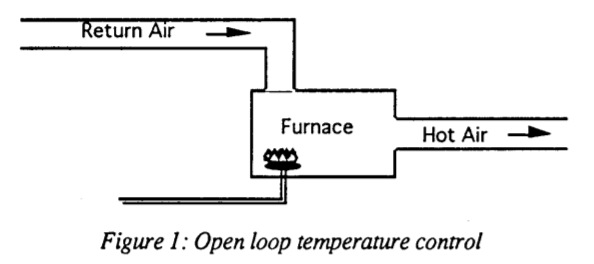 Return Air
Furnace
Hot Air
Figure 1: Open loop temperature control